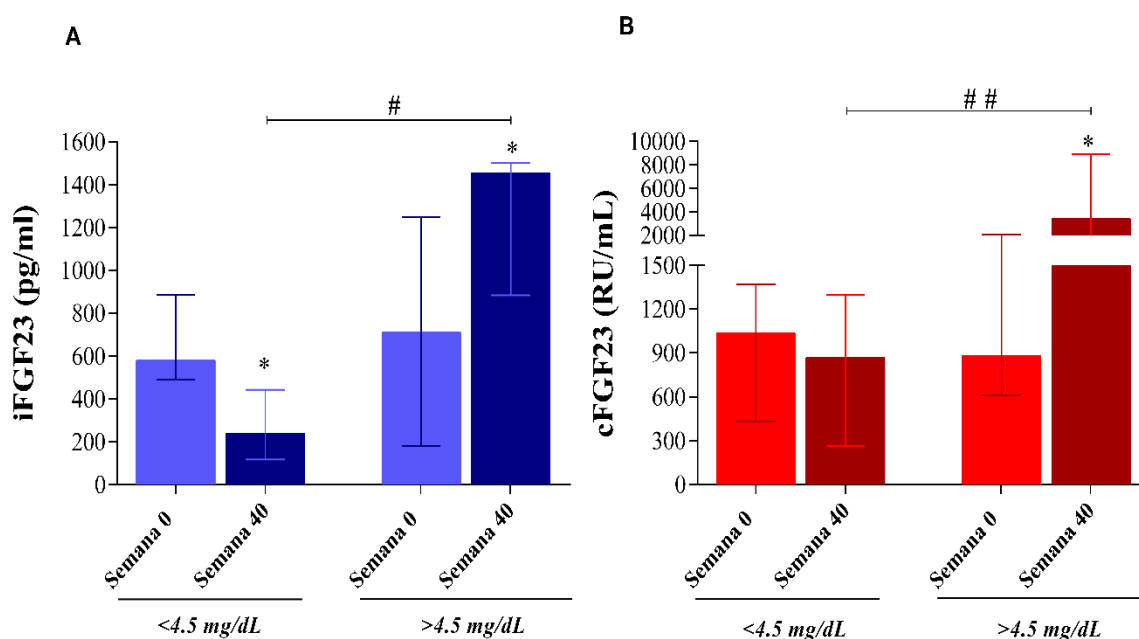 A
#
iFGF23 (pg/ml)
1600
1400
1200
1000
800
600
400
200
0
*
*
Semana 0
Semana 40
Semana 0
Semana 40
<4.5 mg/dL
>4.5 mg/dL
B
# #
cFGF23 (RU/mL)
10000
8000
6000
4000
2000
1500
1200
900
600
300
0
*
Semana 0
Semana 40
Semana 0
Semana 40
<4.5 mg/dL
>4.5 mg/dL